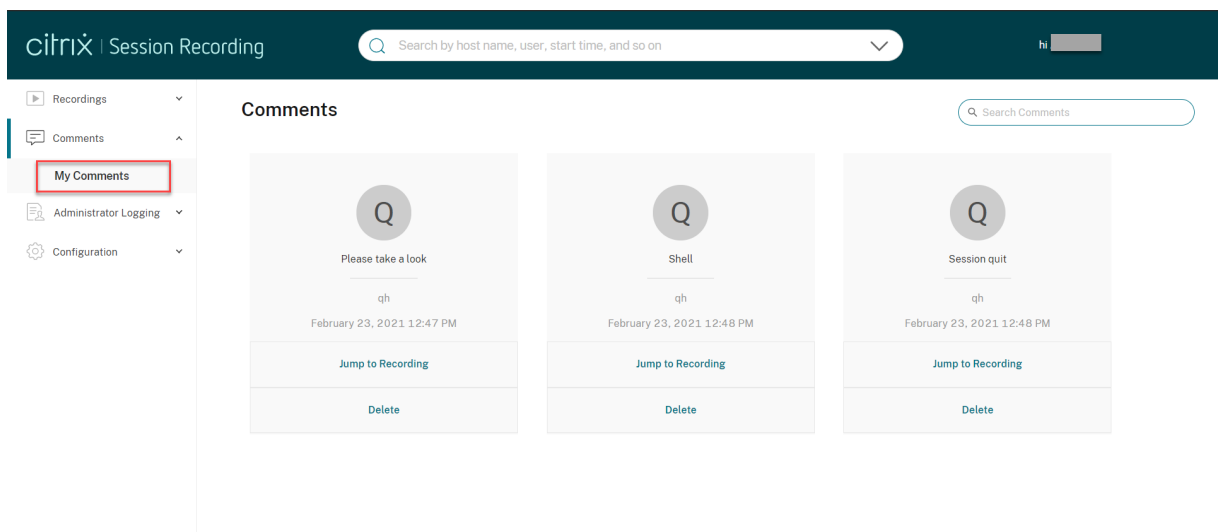 citrix | Session Recording
Search by host name, user, start time, and so on
hi
Recordings
Comments
My Comments
Administrator Logging
Configuration
Comments
Search Comments
Q
Please take a look
qh
February 23, 2021 12:47 PM
Jump to Recording
Delete
Q
Shell
qh
February 23, 2021 12:48 PM
Jump to Recording
Delete
Q
Session quit
qh
February 23, 2021 12:48 PM
Jump to Recording
Delete